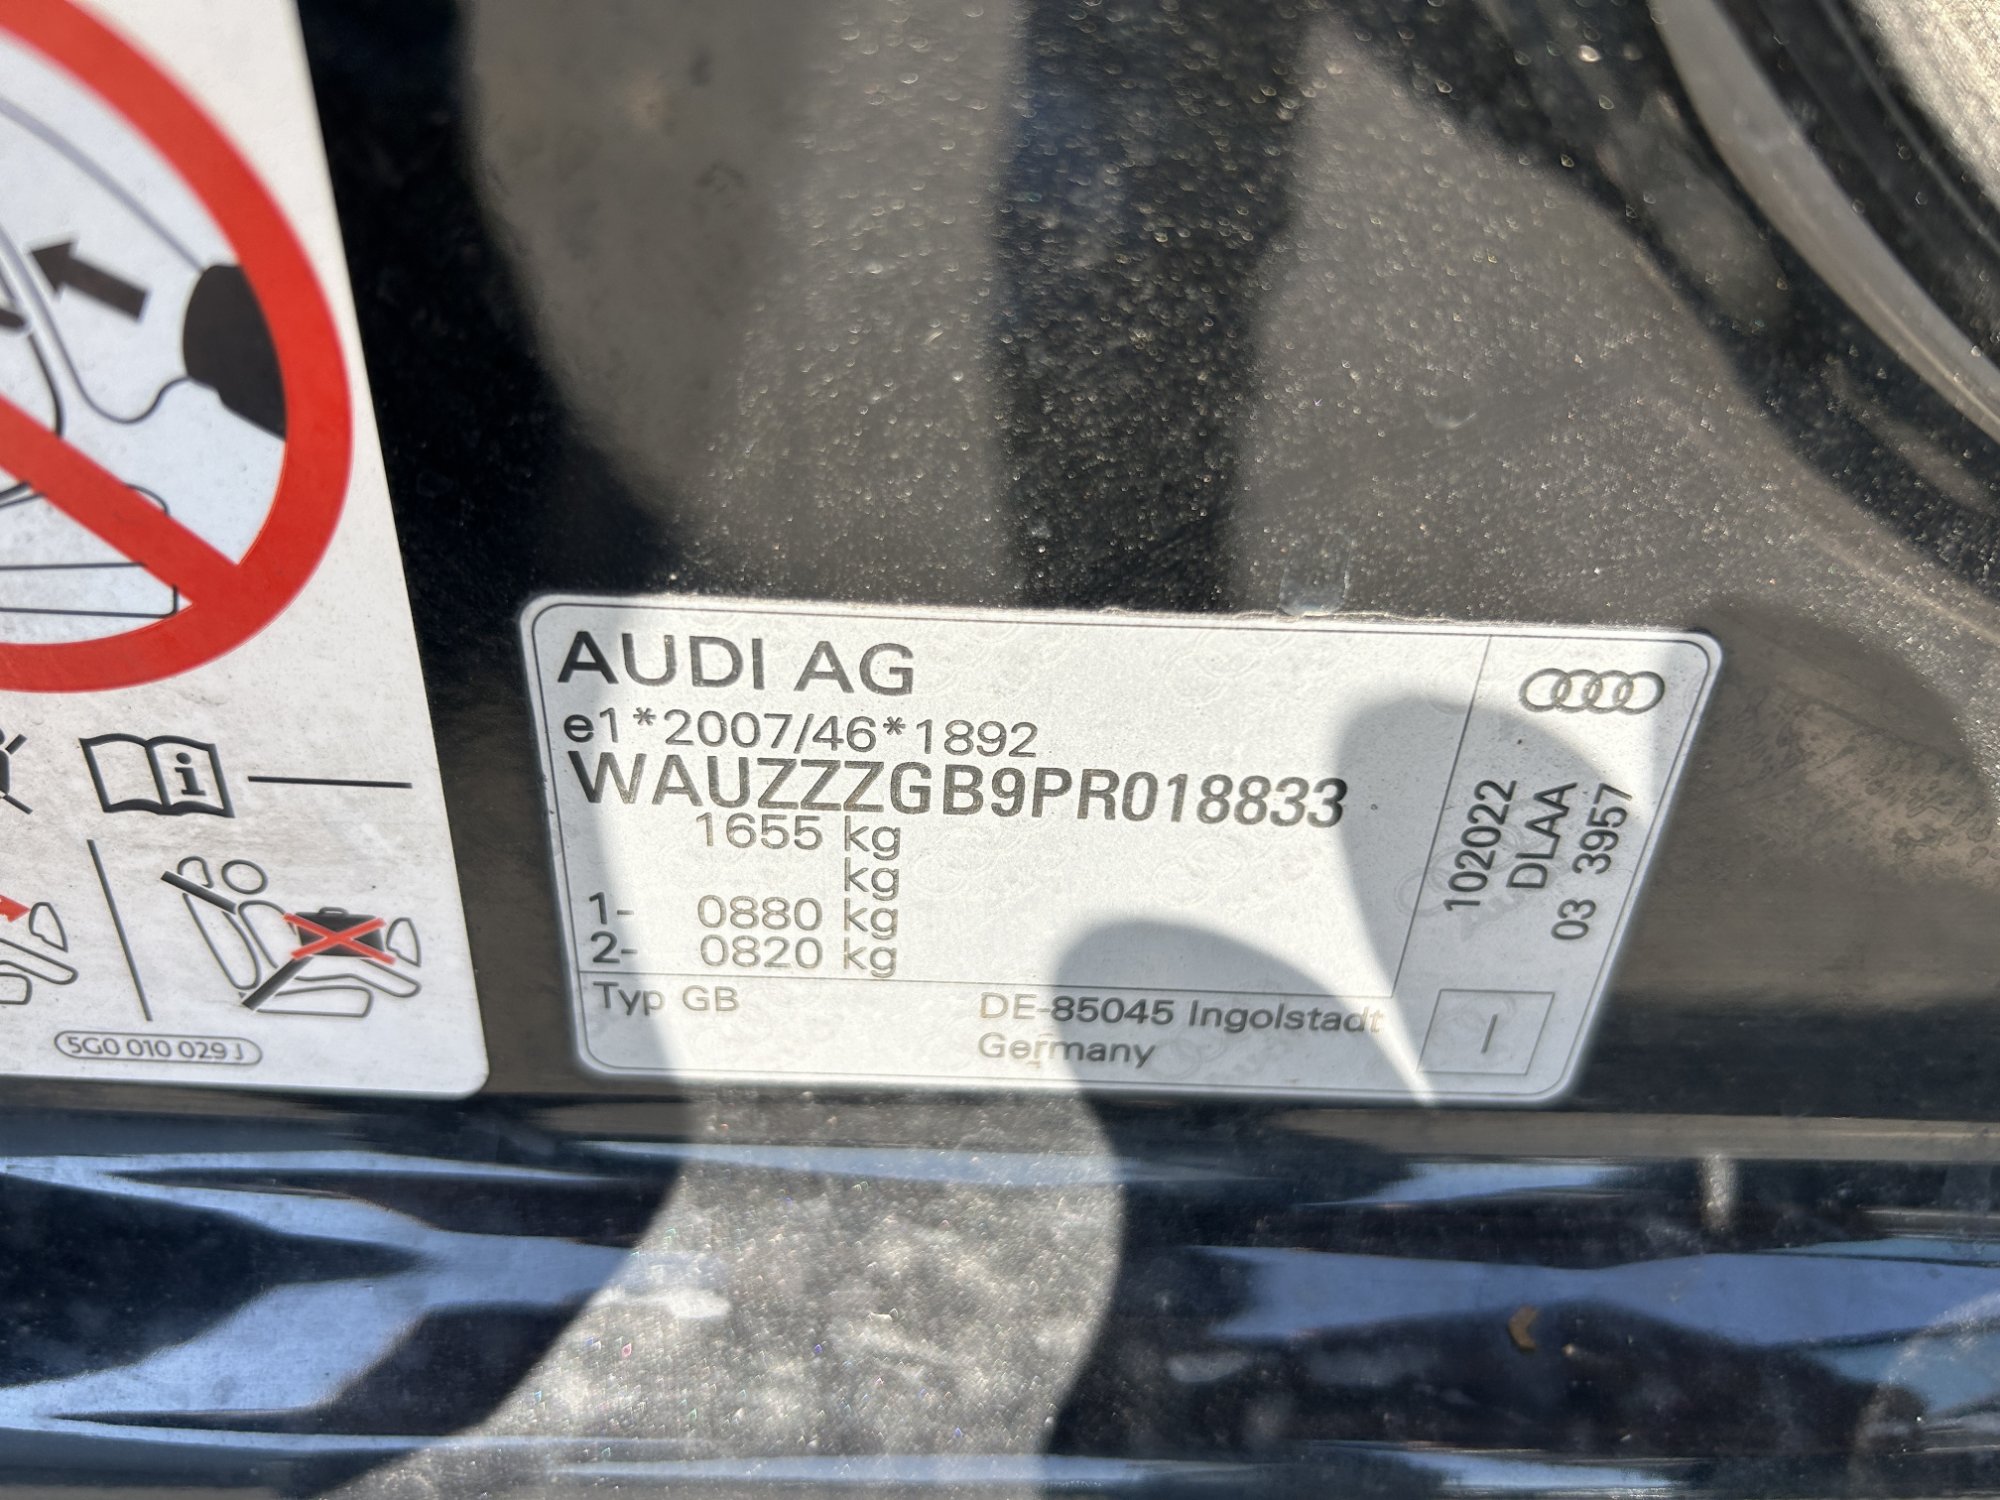 AUDI AG
e1*2007/46*1892
WAUZZZGB9PR018833
1655 kg
kg
1- 0880 kg
2- 0820 kg
Typ GB
DE-85045 Ingolstadt
Germany
102022
DLAA
03 3957
I
i
5G0 010 029 J